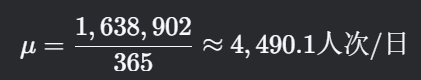 μ = 1,638,902 / 365 ≈ 4,490.1人次/日